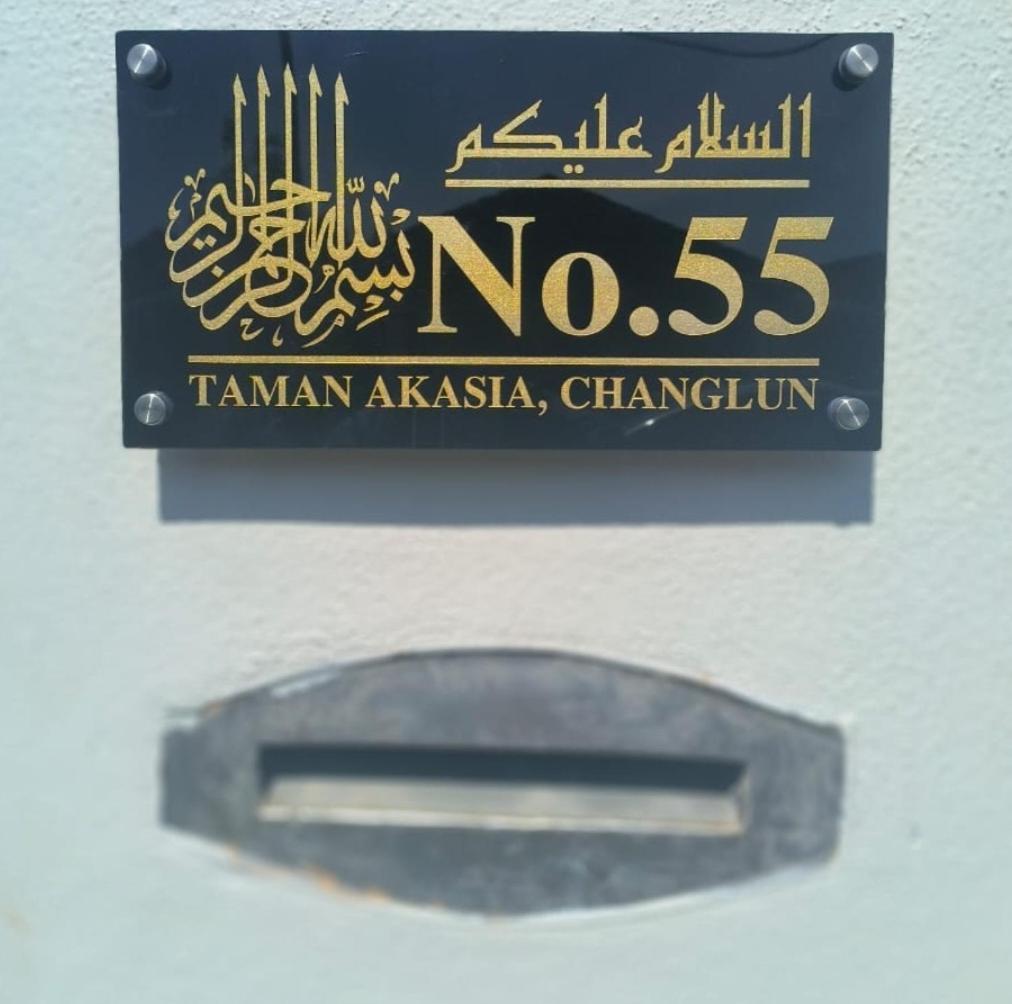 السلام عليكم
بسم الله الرحمن الرحيم
No.55
TAMAN AKASIA, CHANGLUN